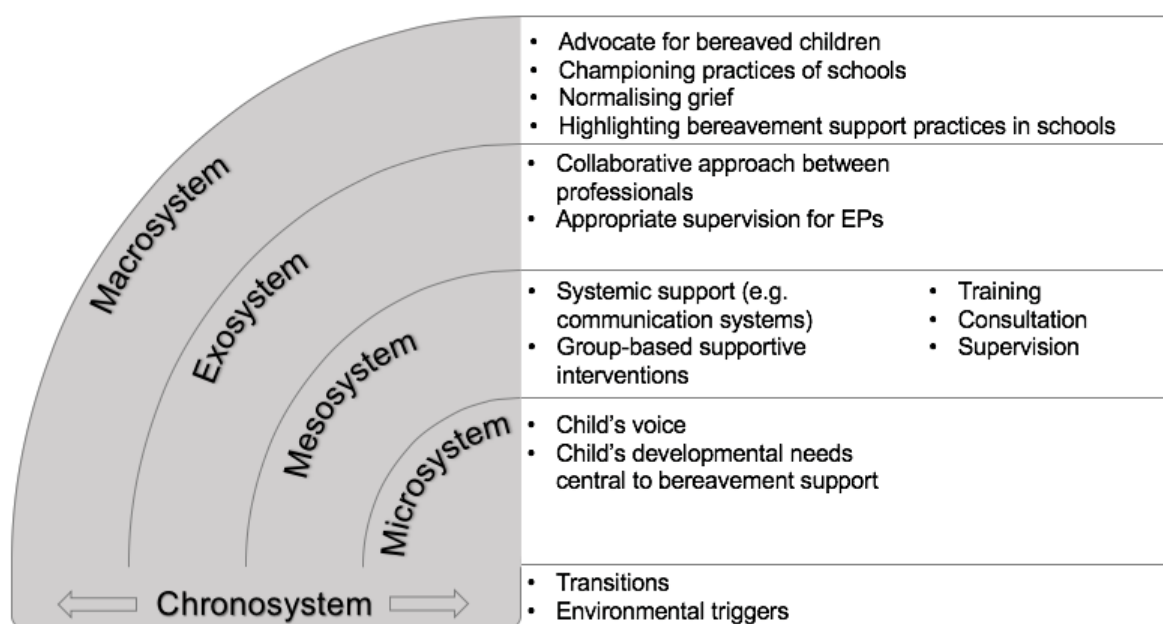 Macrosystem
• Advocate for bereaved children
• Championing practices of schools
• Normalising grief
• Highlighting bereavement support practices in schools
Exosystem
• Collaborative approach between
professionals
• Appropriate supervision for EPs
Mesosystem
• Systemic support (e.g.
communication systems)
• Group-based supportive
interventions
• Training
• Consultation
• Supervision
Microsystem
• Child’s voice
• Child’s developmental needs
central to bereavement support
Chronosystem
• Transitions
• Environmental triggers